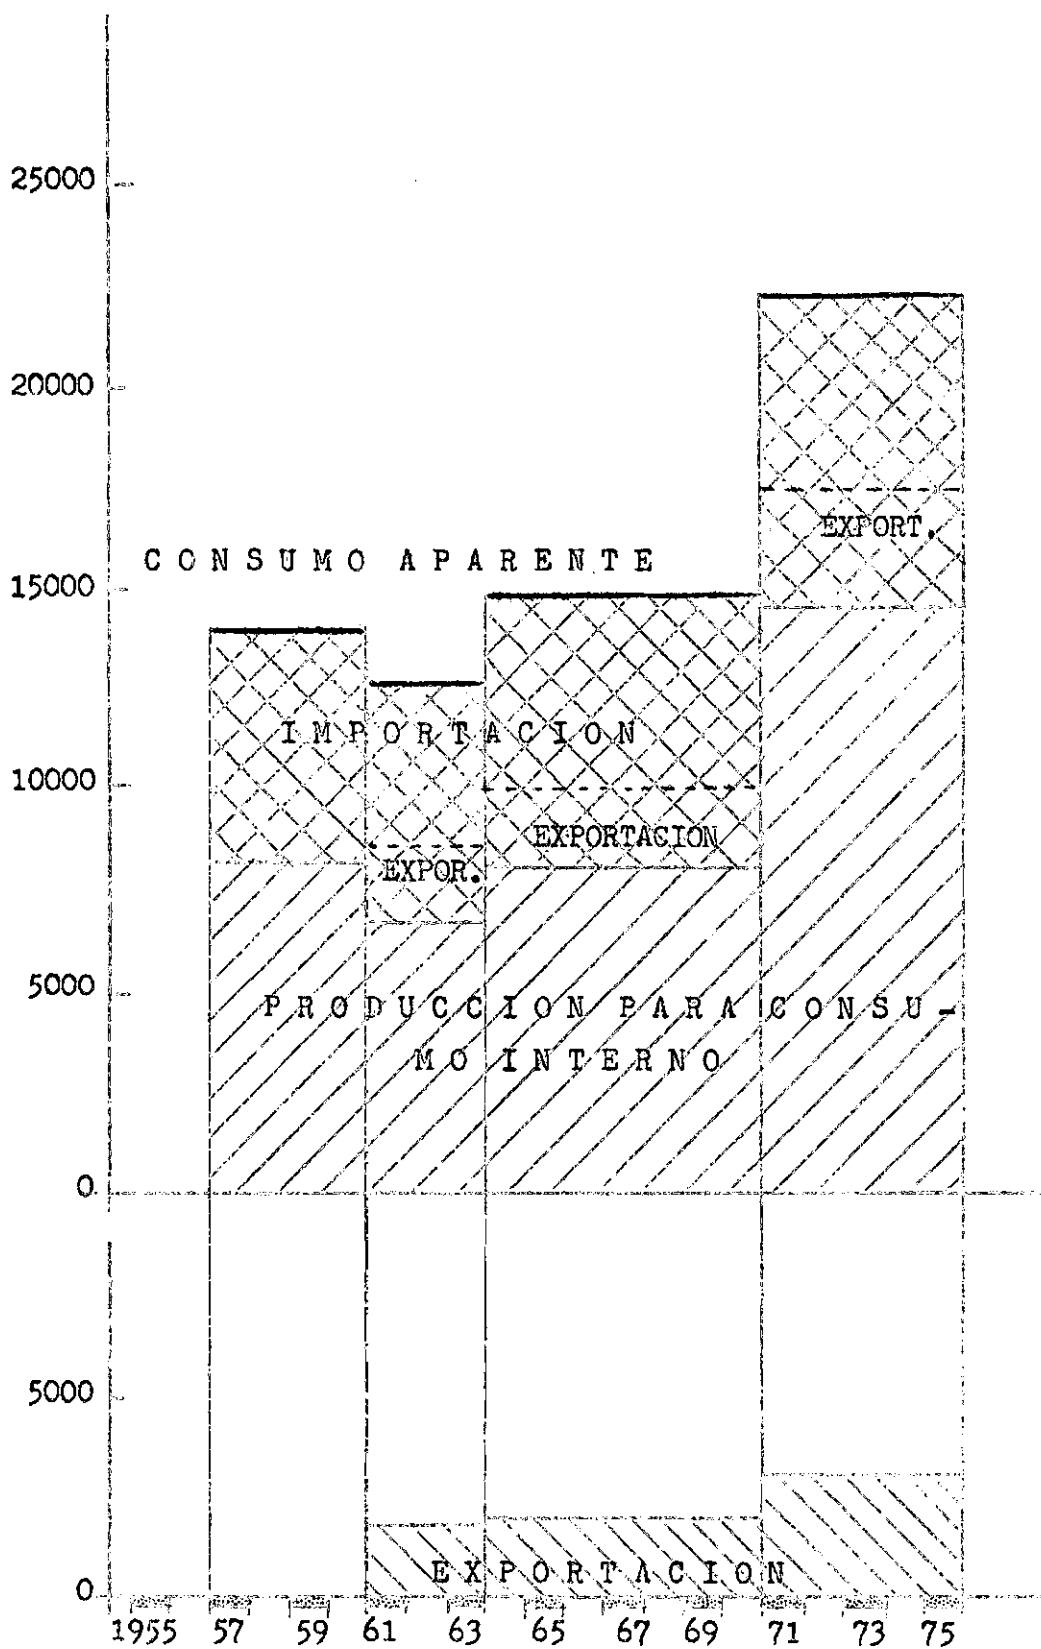 25000
20000
EXPORT.
CONSUMO APARENTE
15000
IMPORTACION
10000
EXPORTACION
EXPOR.
5000
PRODUCCION PARA CONSU-
MO INTERNO
0
5000
EXPORTACION
0
1955 57 59 61 63 65 67 69 71 73 75